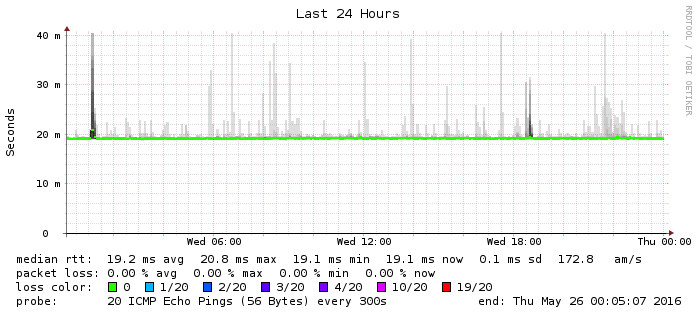 Last 24 Hours
RRDTOOL / TOBI OETIKER
Seconds
40 m
30 m
20 m
10 m
0
Wed 06:00 Wed 12:00 Wed 18:00 Thu 00:00
median rtt: 19.2 ms avg 20.8 ms max 19.1 ms min 19.1 ms now 0.1 ms sd 172.8 am/s
packet loss: 0.00 % avg 0.00 % max 0.00 % min 0.00 % now
loss color: 0 1/20 2/20 3/20 4/20 10/20 19/20
probe: 20 ICMP Echo Pings (56 Bytes) every 300s end: Thu May 26 00:05:07 2016